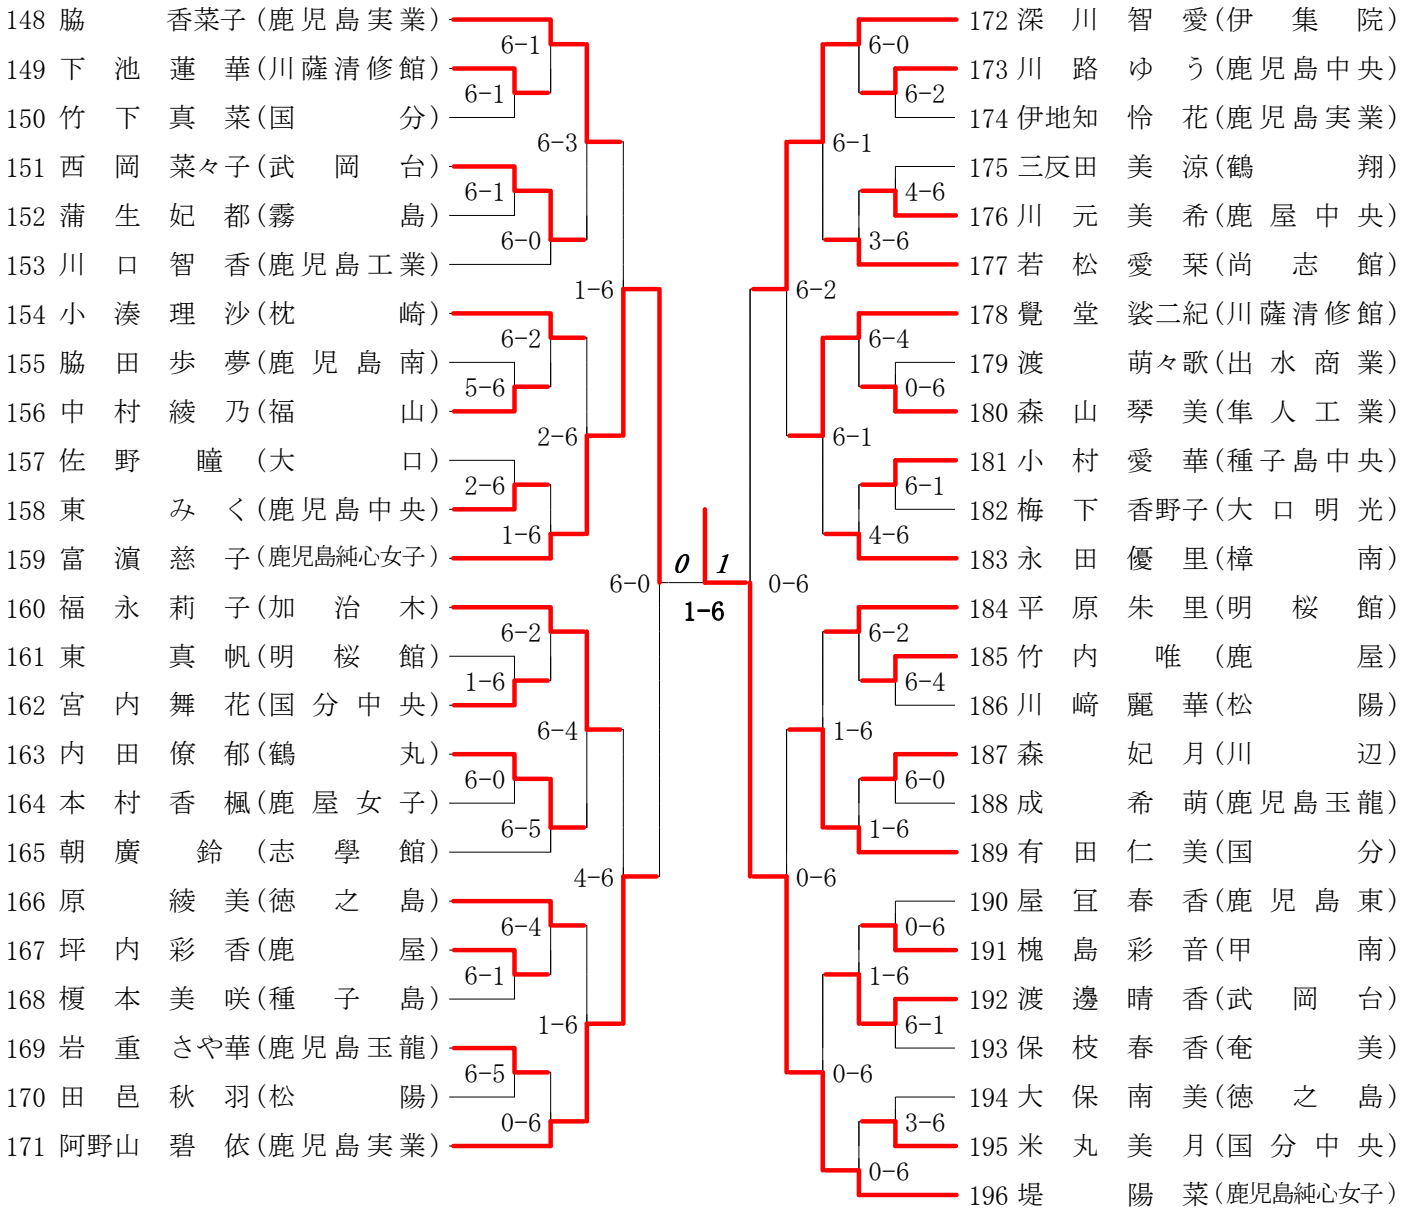 148 脇 香菜子 (鹿児島実業)
6-1
149 下池蓮華 (川薩清修館)
6-1
150 竹下真菜 (国分)
6-3
151 西岡菜々子 (武岡台)
6-1
152 蒲生妃都 (霧島)
6-0
153 川口智香 (鹿児島工業)
1-6
154 小湊理沙 (枕崎)
6-2
155 脇田歩夢 (鹿児島南)
5-6
156 中村綾乃 (福山)
2-6
157 佐野瞳 (大口)
2-6
158 東みく (鹿児島中央)
1-6
159 富濵慈子 (鹿児島純心女子)
6-0
160 福永莉子 (加治木)
6-2
161 東真帆 (明桜館)
1-6
162 宮内舞花 (国分中央)
6-4
163 内田僚郁 (鶴丸)
6-0
164 本村香楓 (鹿屋女子)
6-5
165 朝廣鈴 (志學館)
4-6
166 原綾美 (徳之島)
6-4
167 坪内彩香 (鹿屋)
6-1
168 榎本美咲 (種子島)
1-6
169 岩重さや華 (鹿児島玉龍)
6-5
170 田邑秋羽 (松陽)
0-6
171 阿野山碧依 (鹿児島実業)
0 1
1-6
172 深川智愛 (伊集院)
6-0
173 川路ゆう (鹿児島中央)
6-2
174 伊地知怜花 (鹿児島実業)
6-1
175 三反田美涼 (鶴翔)
4-6
176 川元美希 (鹿屋中央)
3-6
177 若松愛栞 (尚志館)
6-2
178 覺堂袈二紀 (川薩清修館)
6-4
179 渡萌々歌 (出水商業)
0-6
180 森山琴美 (隼人工業)
6-1
181 小村愛華 (種子島中央)
6-1
182 梅下香野子 (大口明光)
4-6
183 永田優里 (樟南)
0-6
184 平原朱里 (明桜館)
6-2
185 竹内唯 (鹿屋)
6-4
186 川﨑麗華 (松陽)
1-6
187 森妃月 (川辺)
6-0
188 成希萌 (鹿児島玉龍)
1-6
189 有田仁美 (国分)
0-6
190 屋冝春香 (鹿児島東)
0-6
191 槐島彩音 (甲南)
1-6
192 渡邊晴香 (武岡台)
6-1
193 保枝春香 (奄美)
0-6
194 大保南美 (徳之島)
3-6
195 米丸美月 (国分中央)
0-6
196 堤陽菜 (鹿児島純心女子)